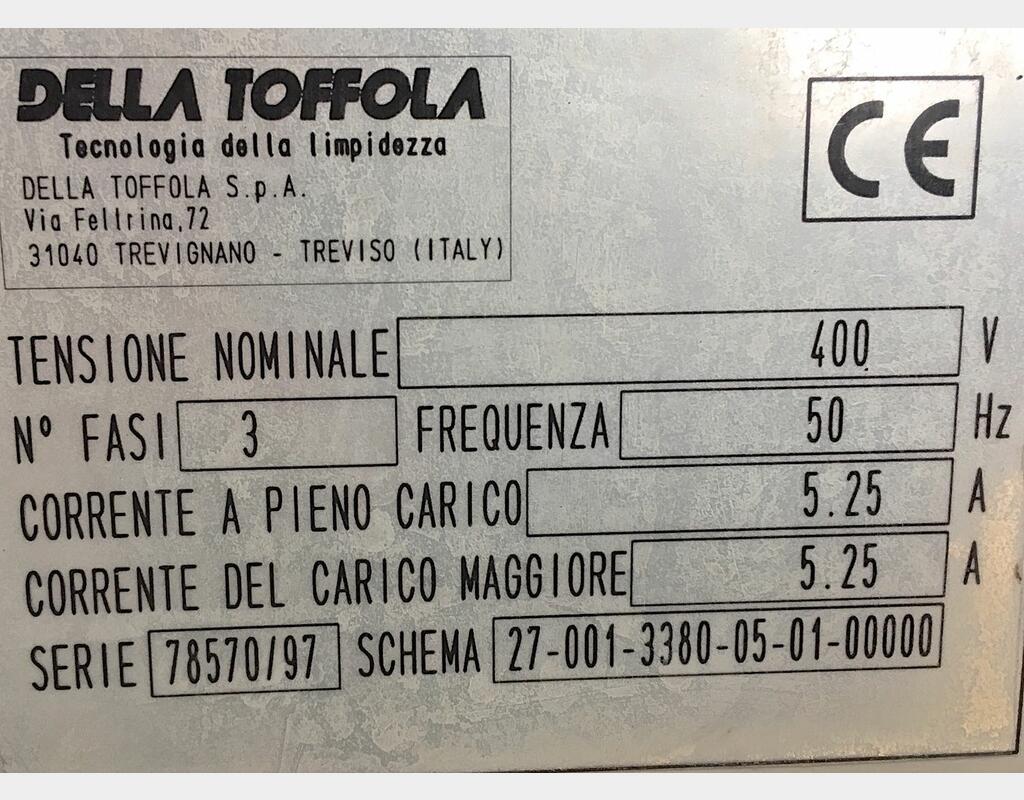 DELLA TOFFOLA
Tecnologia della limpidezza
DELLA TOFFOLA S.p.A.
Via Feltrina,72
31040 TREVIGNANO - TREVISO (ITALY)
CE
TENSIONE NOMINALE 400 V
N° FASI 3 FREQUENZA 50 Hz
CORRENTE A PIENO CARICO 5.25 A
CORRENTE DEL CARICO MAGGIORE 5.25 A
SERIE 78570/97 SCHEMA 27-001-3380-05-01-00000